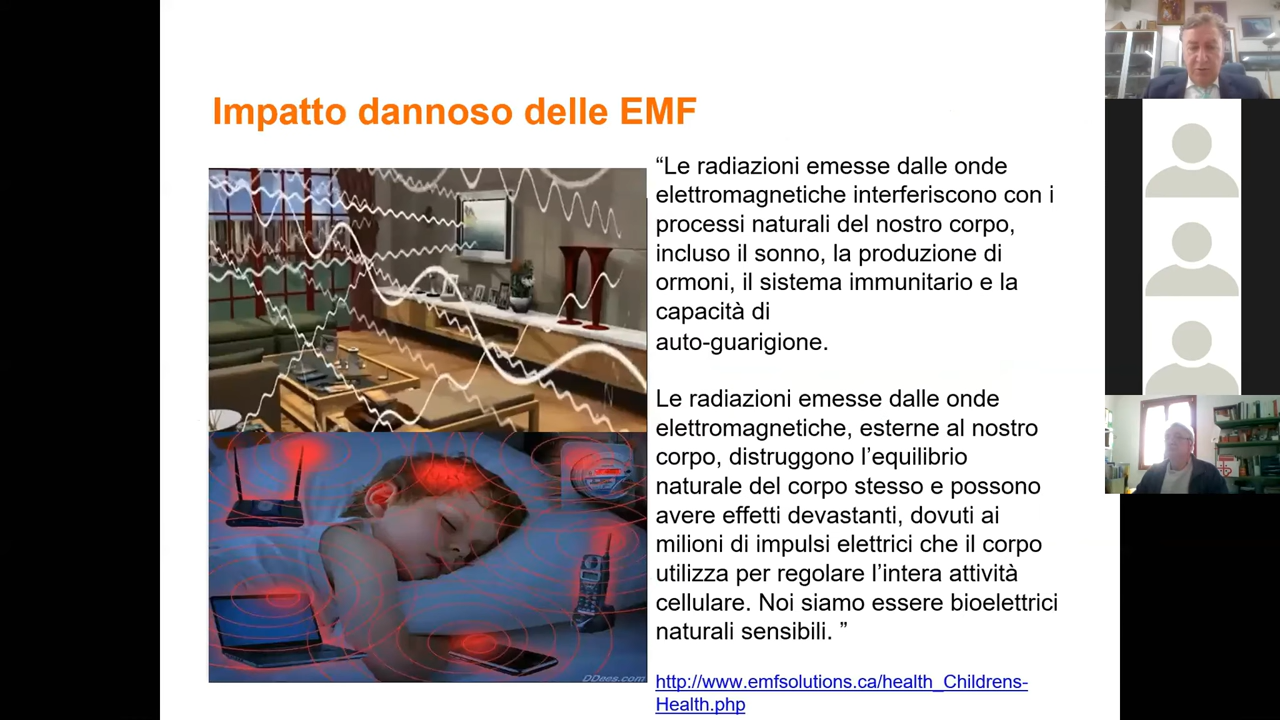 Impatto dannoso delle EMF
“Le radiazioni emesse dalle onde
elettromagnetiche interferiscono con i
processi naturali del nostro corpo,
incluso il sonno, la produzione di
ormoni, il sistema immunitario e la
capacità di
auto-guarigione.
Le radiazioni emesse dalle onde
elettromagnetiche, esterne al nostro
corpo, distruggono l’equilibrio
naturale del corpo stesso e possono
avere effetti devastanti, dovuti ai
milioni di impulsi elettrici che il corpo
utilizza per regolare l’intera attività
cellulare. Noi siamo essere bioelettrici
naturali sensibili. ”
http://www.emfsolutions.ca/health_Childrens-
Health.php
DDees.com